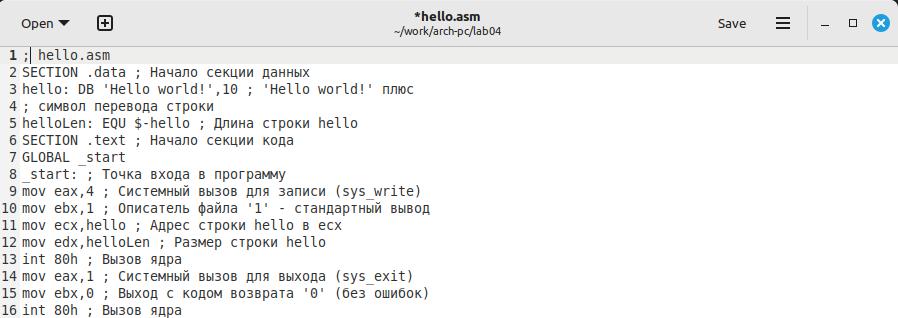 Open
*hello.asm
~/work/arch-pc/lab04
Save
1 ; hello.asm
2 SECTION .data ; Начало секции данных
3 hello: DB 'Hello world!',10 ; 'Hello world!' плюс
4 ; символ перевода строки
5 helloLen: EQU $-hello ; Длина строки hello
6 SECTION .text ; Начало секции кода
7 GLOBAL _start
8 _start: ; Точка входа в программу
9 mov eax,4 ; Системный вызов для записи (sys_write)
10 mov ebx,1 ; Описатель файла '1' - стандартный вывод
11 mov ecx,hello ; Адрес строки hello в ecx
12 mov edx,helloLen ; Размер строки hello
13 int 80h ; Вызов ядра
14 mov eax,1 ; Системный вызов для выхода (sys_exit)
15 mov ebx,0 ; Выход с кодом возврата '0' (без ошибок)
16 int 80h ; Вызов ядра